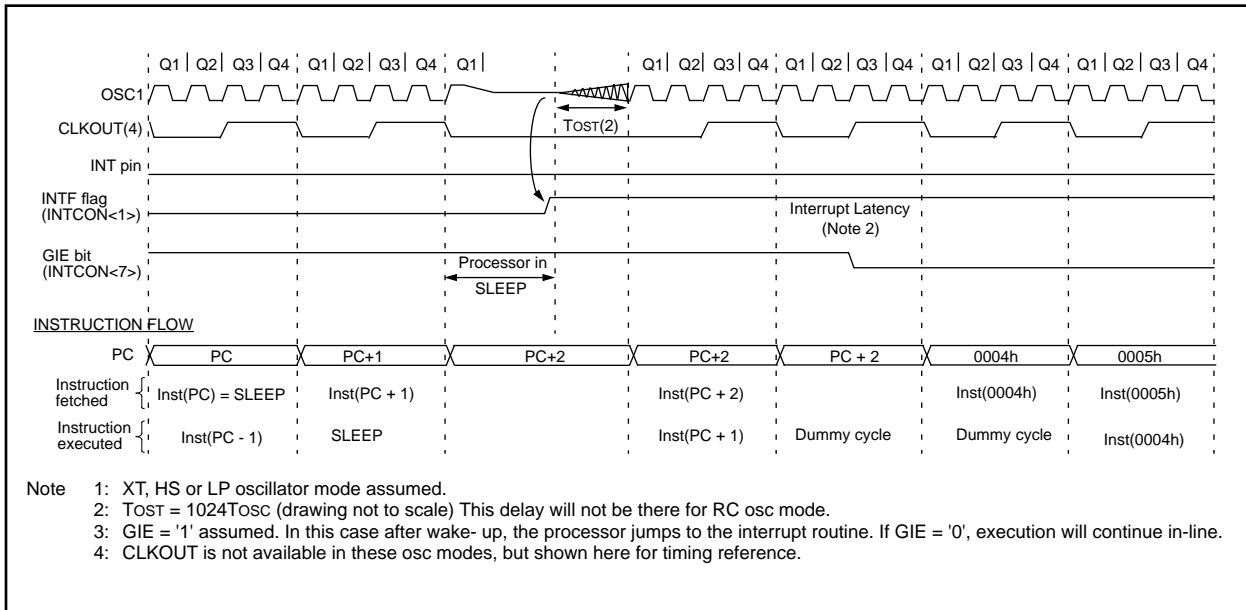 Q1 Q2 Q3 Q4 Q1 Q2 Q3 Q4 Q1 Q1 Q2 Q3 Q4 Q1 Q2 Q3 Q4 Q1 Q2 Q3 Q4 Q1 Q2 Q3 Q4
OSC1
CLKOUT(4)
TOST(2)
INT pin
INTF flag
(INTCON<1>)
Interrupt Latency
(Note 2)
GIE bit
(INTCON<7>)
Processor in
SLEEP
INSTRUCTION FLOW
PC PC PC+1 PC+2 PC+2 PC + 2 0004h 0005h
Instruction
fetched
Inst(PC) = SLEEP Inst(PC + 1) Inst(PC + 2) Inst(0004h) Inst(0005h)
Instruction
executed
Inst(PC - 1) SLEEP Inst(PC + 1) Dummy cycle Dummy cycle Inst(0004h)
Note 1: XT, HS or LP oscillator mode assumed.
2: TOST = 1024TOSC (drawing not to scale) This delay will not be there for RC osc mode.
3: GIE = '1' assumed. In this case after wake- up, the processor jumps to the interrupt routine. If GIE = '0', execution will continue in-line.
4: CLKOUT is not available in these osc modes, but shown here for timing reference.